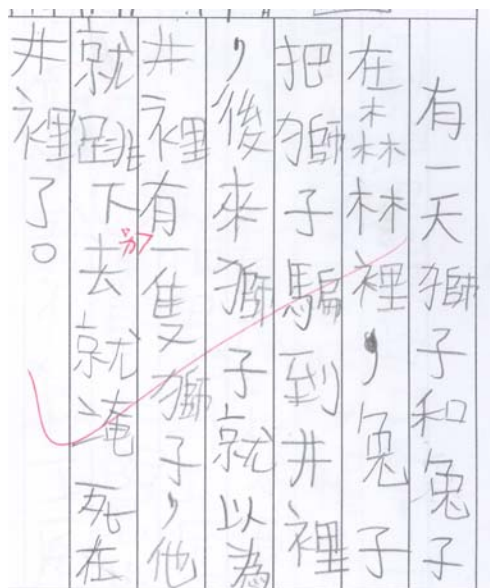 有一天獅子和兔子
在森林裡，兔子
把獅子騙到井裡
，後來獅子就以為
井裡有一隻獅子，他
就跳下去就淹死在
井裡了。